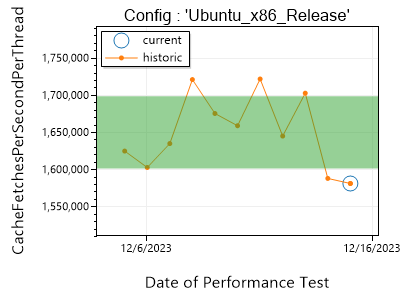 Config : 'Ubuntu_x86_Release'
current
historic
CacheFetchesPerSecondPerThread
1,750,000
1,700,000
1,650,000
1,600,000
1,550,000
12/6/2023
12/16/2023
Date of Performance Test